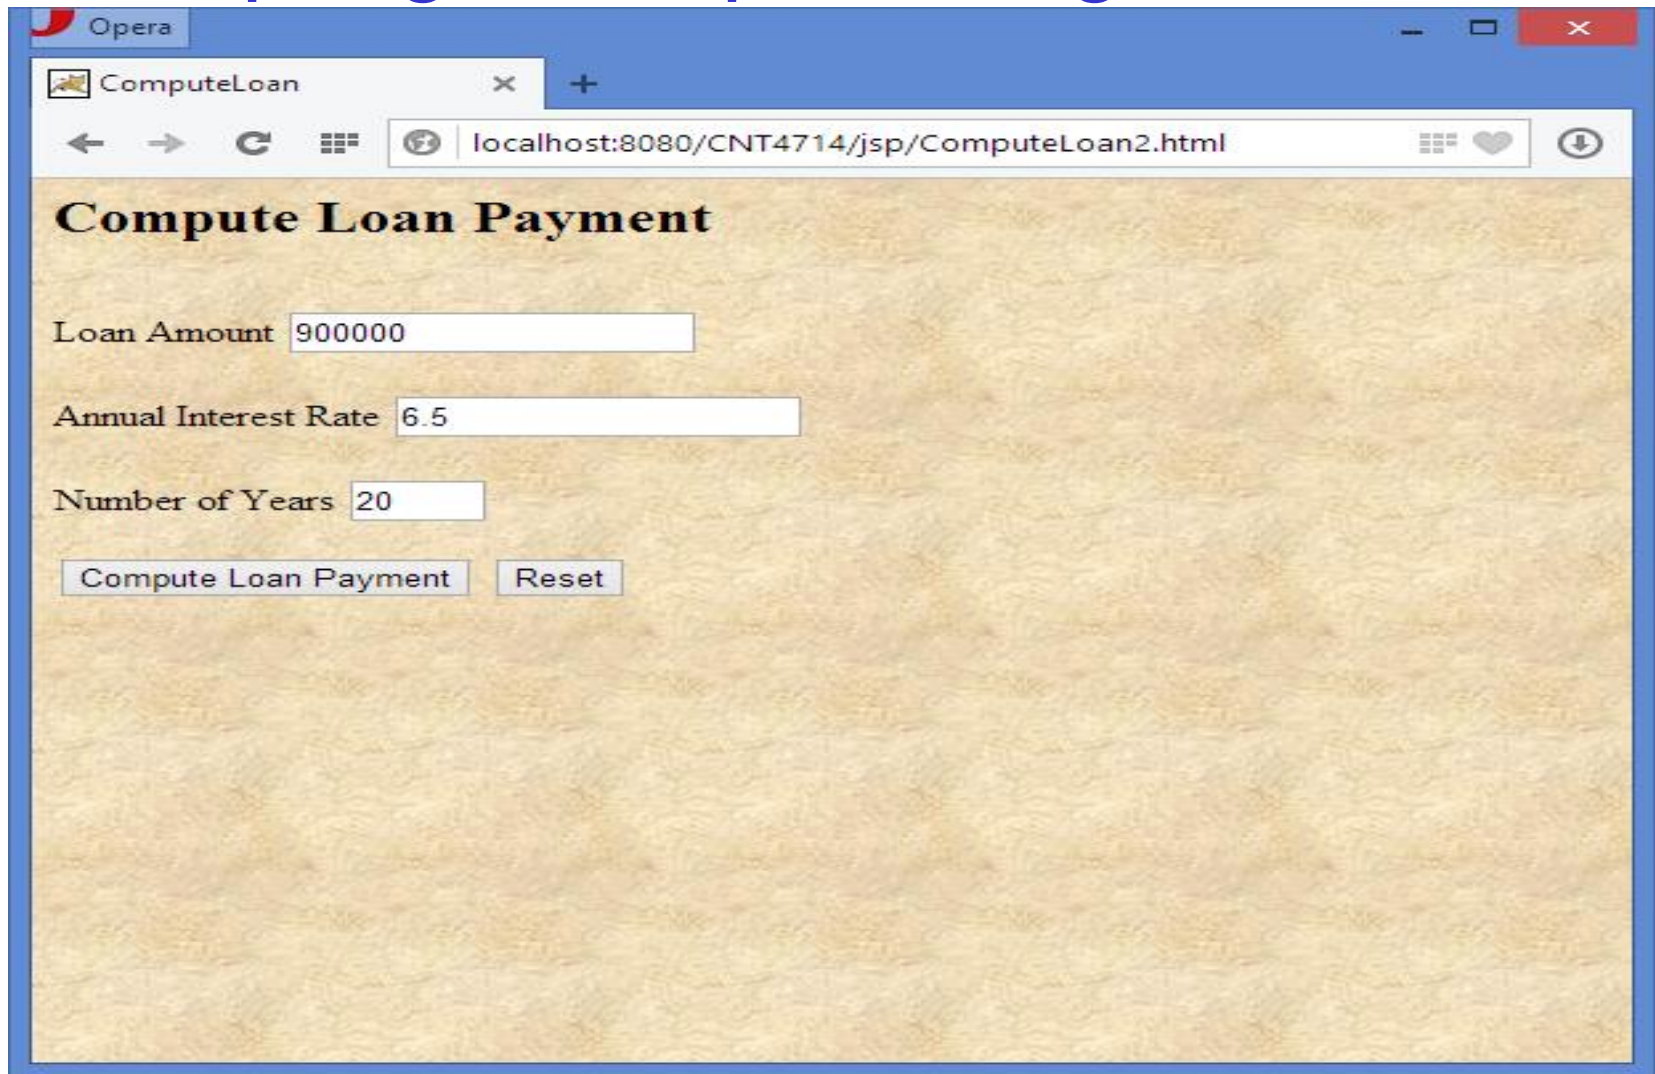 Opera
ComputeLoan
localhost:8080/CNT4714/jsp/ComputeLoan2.html
Compute Loan Payment
Loan Amount 900000
Annual Interest Rate 6.5
Number of Years 20
Compute Loan Payment Reset